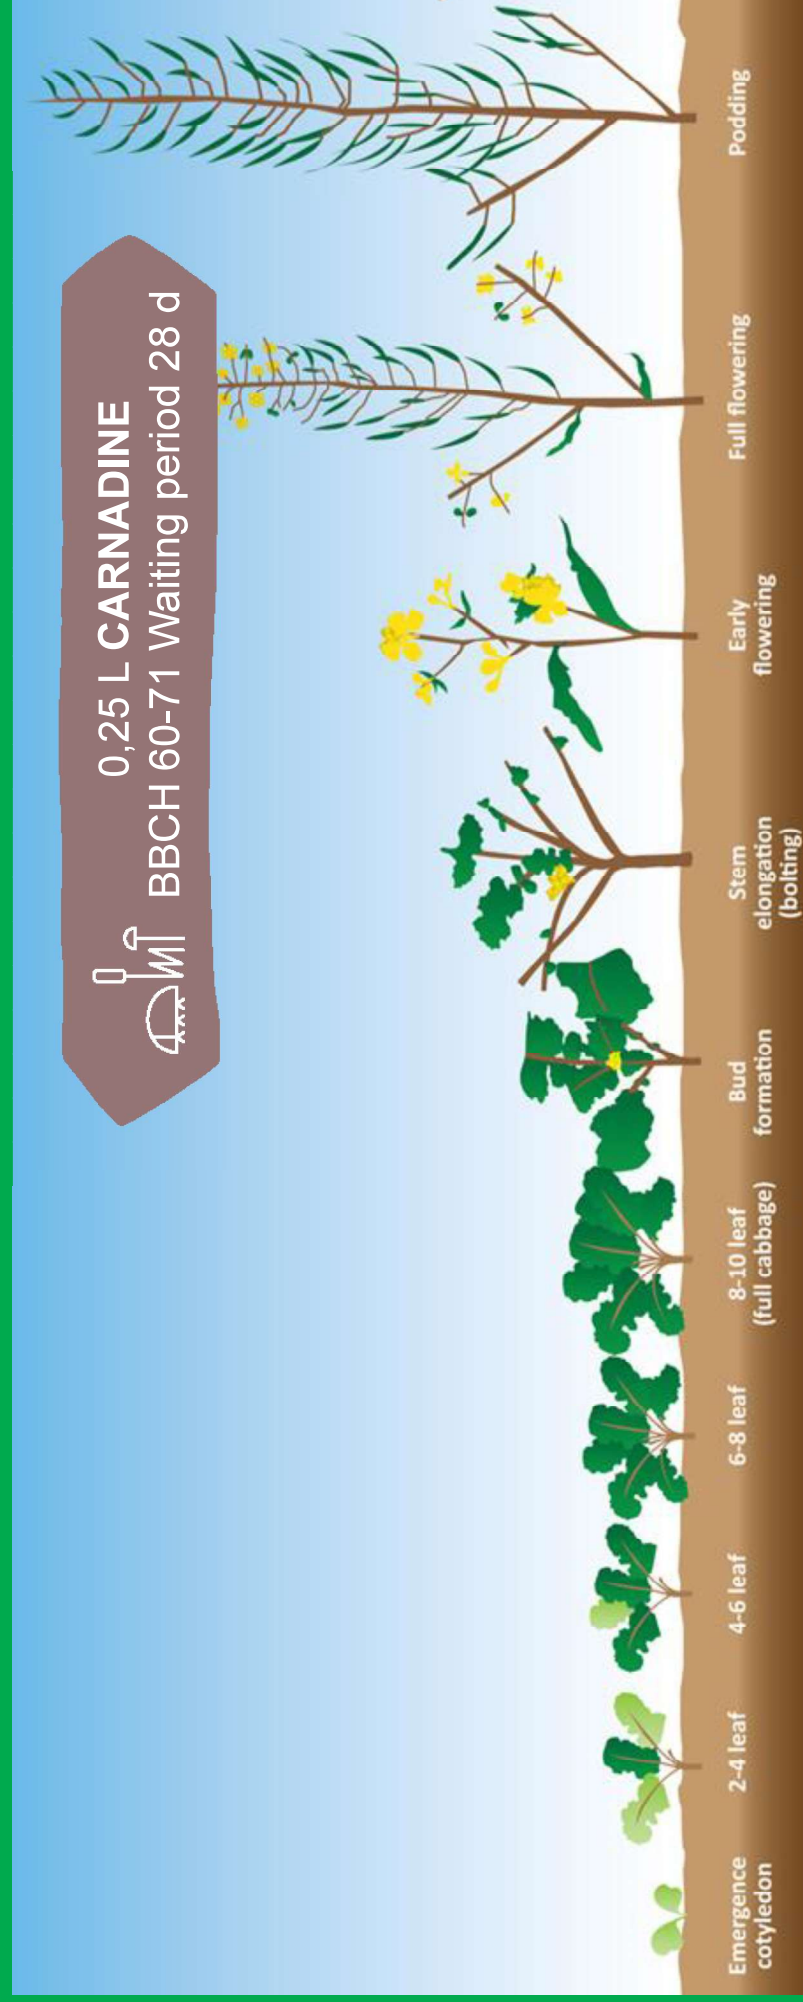 0,25 L CARNADINE
BBCH 60-71 Waiting period 28 d
Emergence
cotyledon
2-4 leaf
4-6 leaf
6-8 leaf
8-10 leaf
(full cabbage)
Bud
formation
Stem
elongation
(bolting)
Early
flowering
Full flowering
Podding